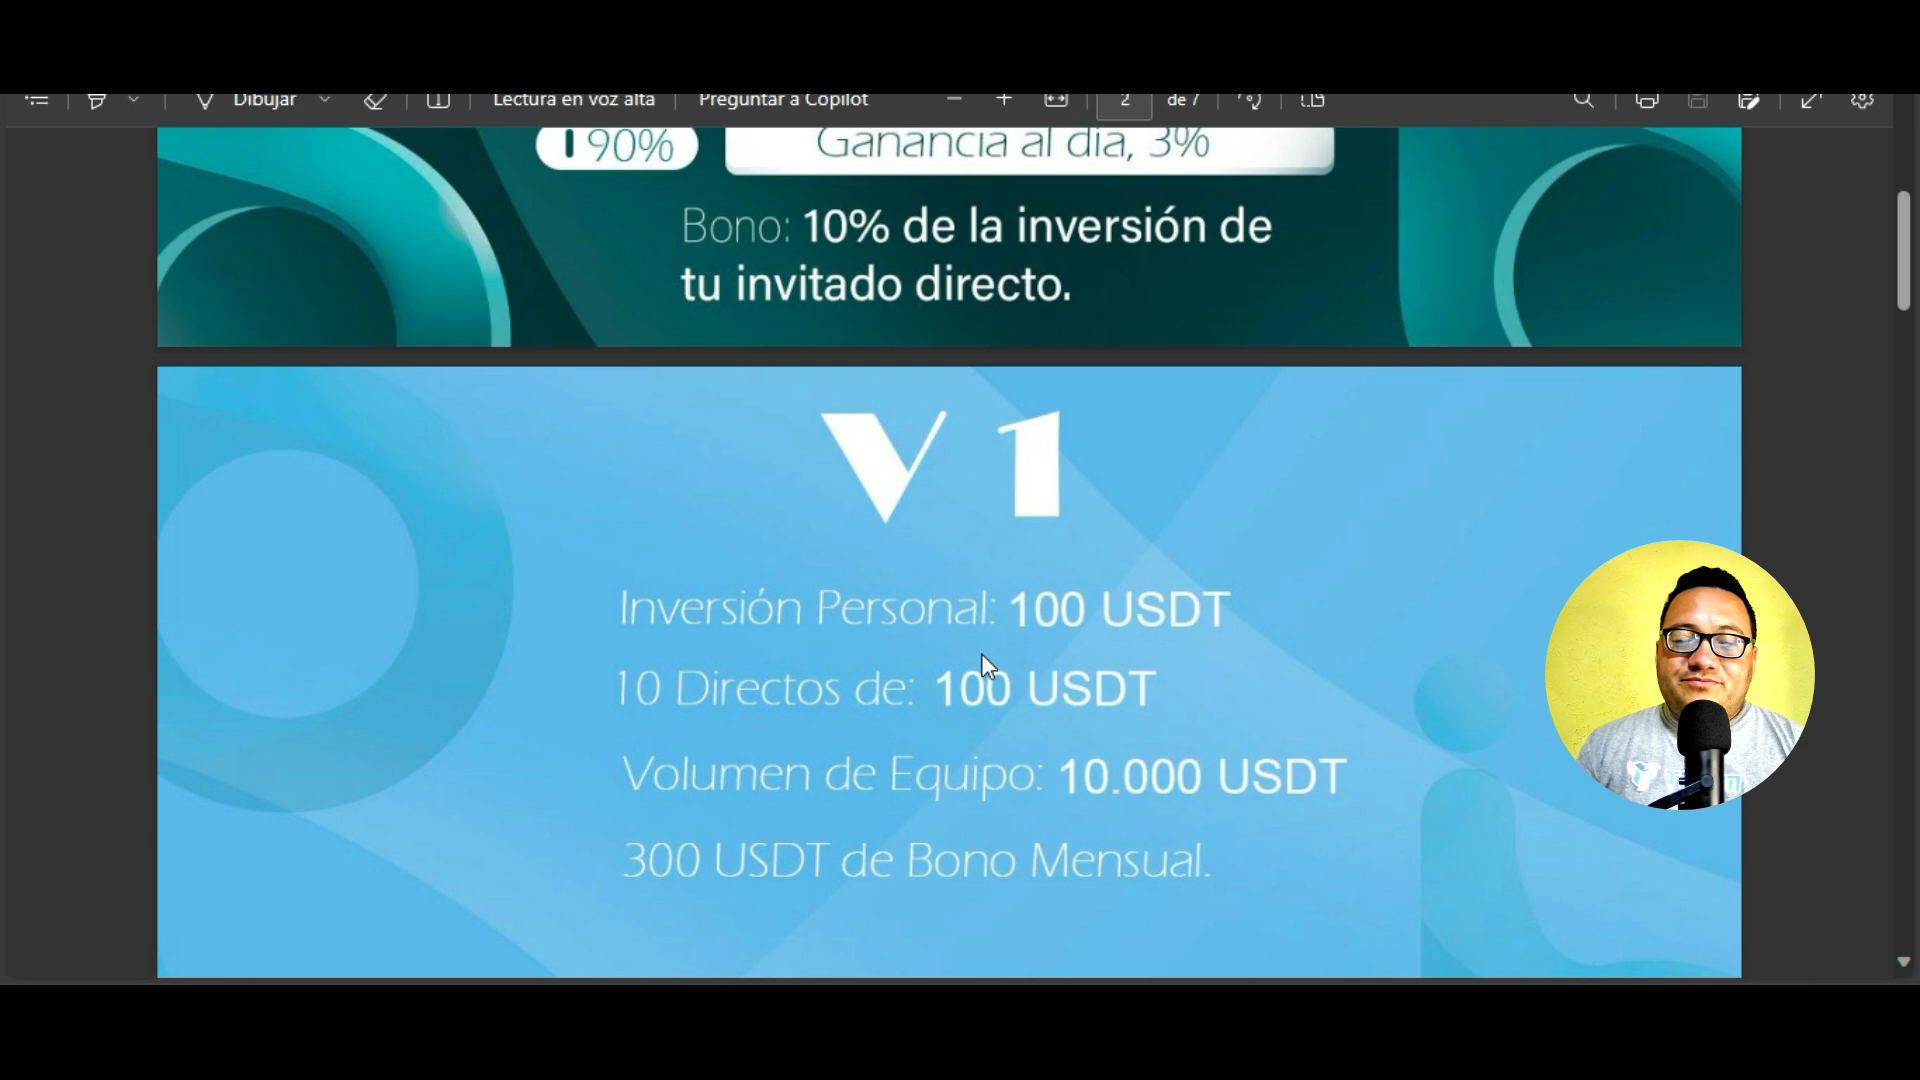 Dibujar
Lectura en voz alta
Preguntar a Copilot
2
de 7
90%
Ganancia al día, 3%
Bono: 10% de la inversión de
tu invitado directo.
V 1
Inversión Personal: 100 USDT
10 Directos de: 100 USDT
Volumen de Equipo: 10.000 USDT
300 USDT de Bono Mensual.